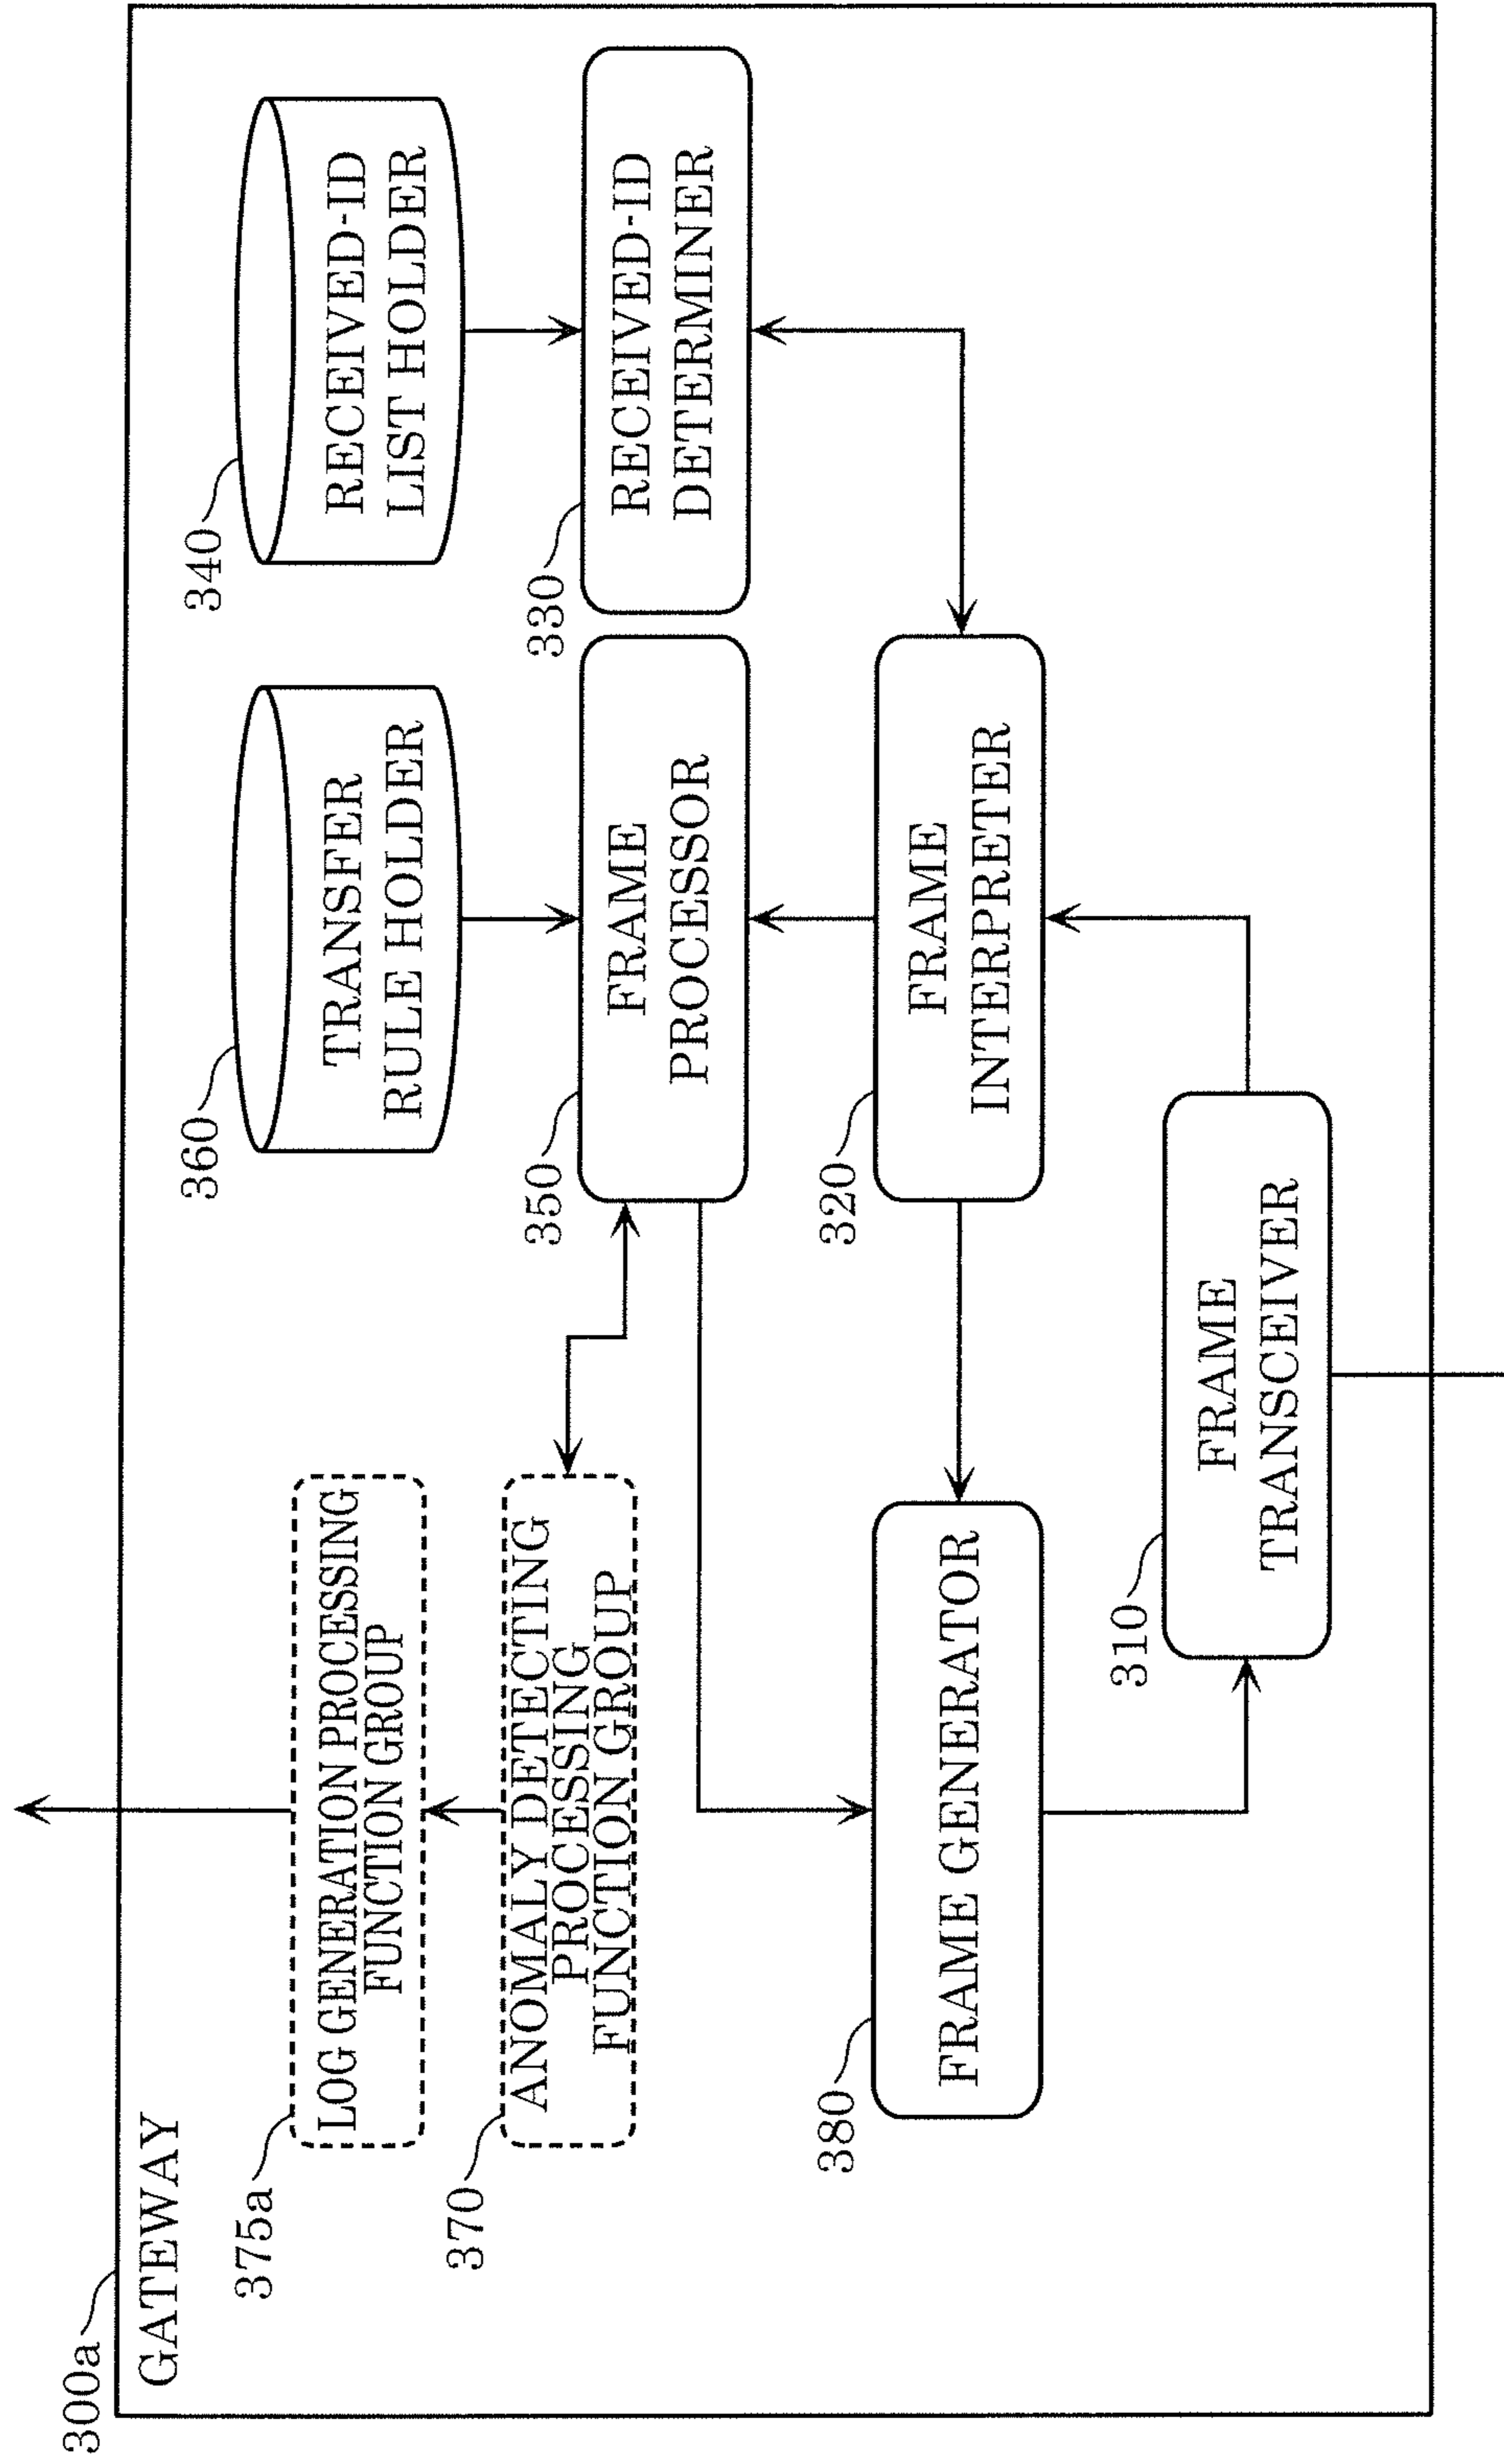 300a
GATEWAY
375a
LOG GENERATION PROCESSING
FUNCTION GROUP
370
ANOMALY DETECTING
PROCESSING
FUNCTION GROUP
360
TRANSFER
RULE HOLDER
340
RECEIVED-ID
LIST HOLDER
350
FRAME
PROCESSOR
330
RECEIVED-ID
DETERMINER
380
FRAME GENERATOR
320
FRAME
INTERPRETER
310
FRAME
TRANSCEIVER